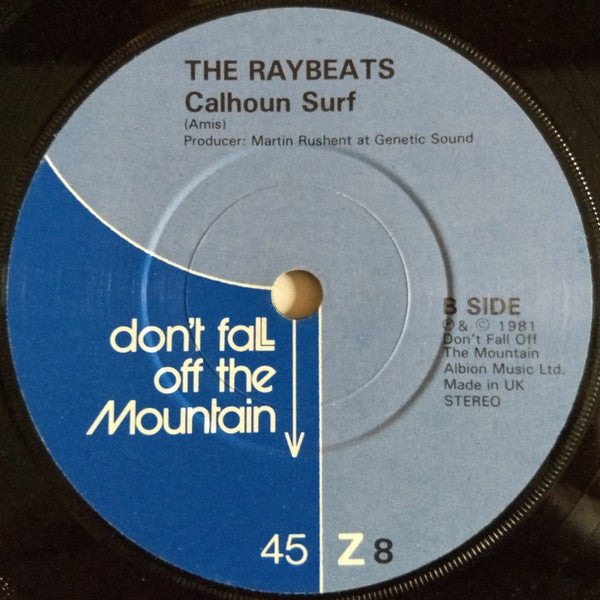 THE RAYBEATS
Calhoun Surf
(Amis)
Producer: Martin Rushent at Genetic Sound
B SIDE
℗ & © 1981
Don't Fall Off
The Mountain
Albion Music Ltd.
Made in UK
STEREO
don't fall
off the
Mountain
45 Z 8